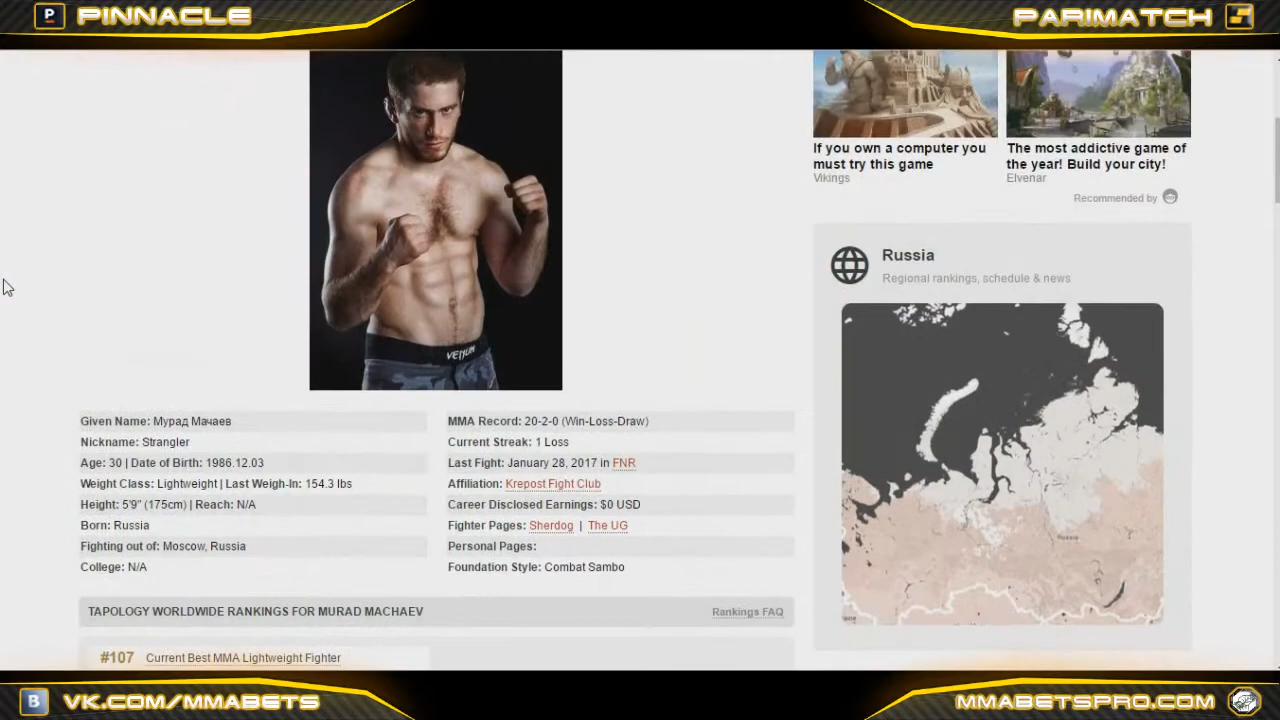 PINNACLE
PARIMATCH
If you own a computer you must try this game
Vikings
The most addictive game of the year! Build your city!
Elvenar
Recommended by
Russia
Regional rankings, schedule & news
Russia
VENUM
Given Name: Мурад Мачаев
Nickname: Strangler
Age: 30 | Date of Birth: 1986.12.03
Weight Class: Lightweight | Last Weigh-In: 154.3 lbs
Height: 5'9" (175cm) | Reach: N/A
Born: Russia
Fighting out of: Moscow, Russia
College: N/A
MMA Record: 20-2-0 (Win-Loss-Draw)
Current Streak: 1 Loss
Last Fight: January 28, 2017 in FNR
Affiliation: Krepost Fight Club
Career Disclosed Earnings: $0 USD
Fighter Pages: Sherdog | The UG
Personal Pages:
Foundation Style: Combat Sambo
TAPOLOGY WORLDWIDE RANKINGS FOR MURAD MACHAEV
Rankings FAQ
#107 Current Best MMA Lightweight Fighter
VK.COM/MMABETS
MMABETSPRO.COM